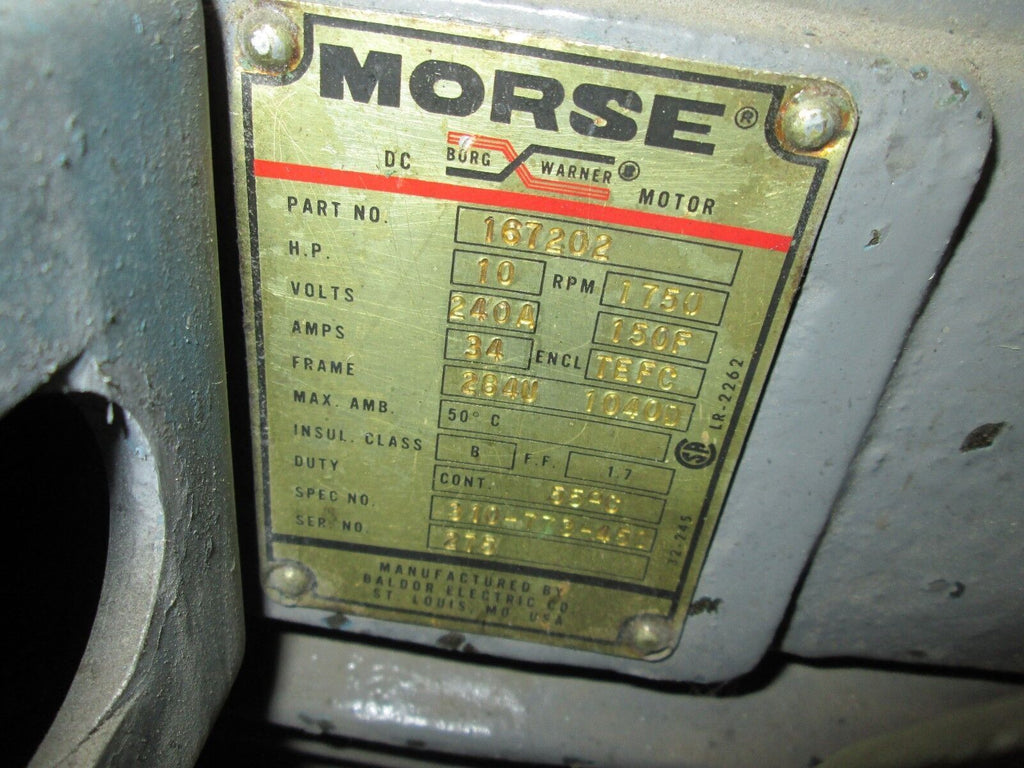 MORSE®
DC BORG WARNER® MOTOR
PART NO. 167202
H.P. 10 RPM 1750
VOLTS 240A 150F
AMPS 34 ENCL TEFC
FRAME 284U
MAX. AMB. 50° C
INSUL. CLASS B F.F. 1.7
DUTY CONT.
SPEC NO.
SER. NO.
MANUFACTURED BY
BALDOR ELECTRIC CO.
ST. LOUIS, MO. USA
LR-2262